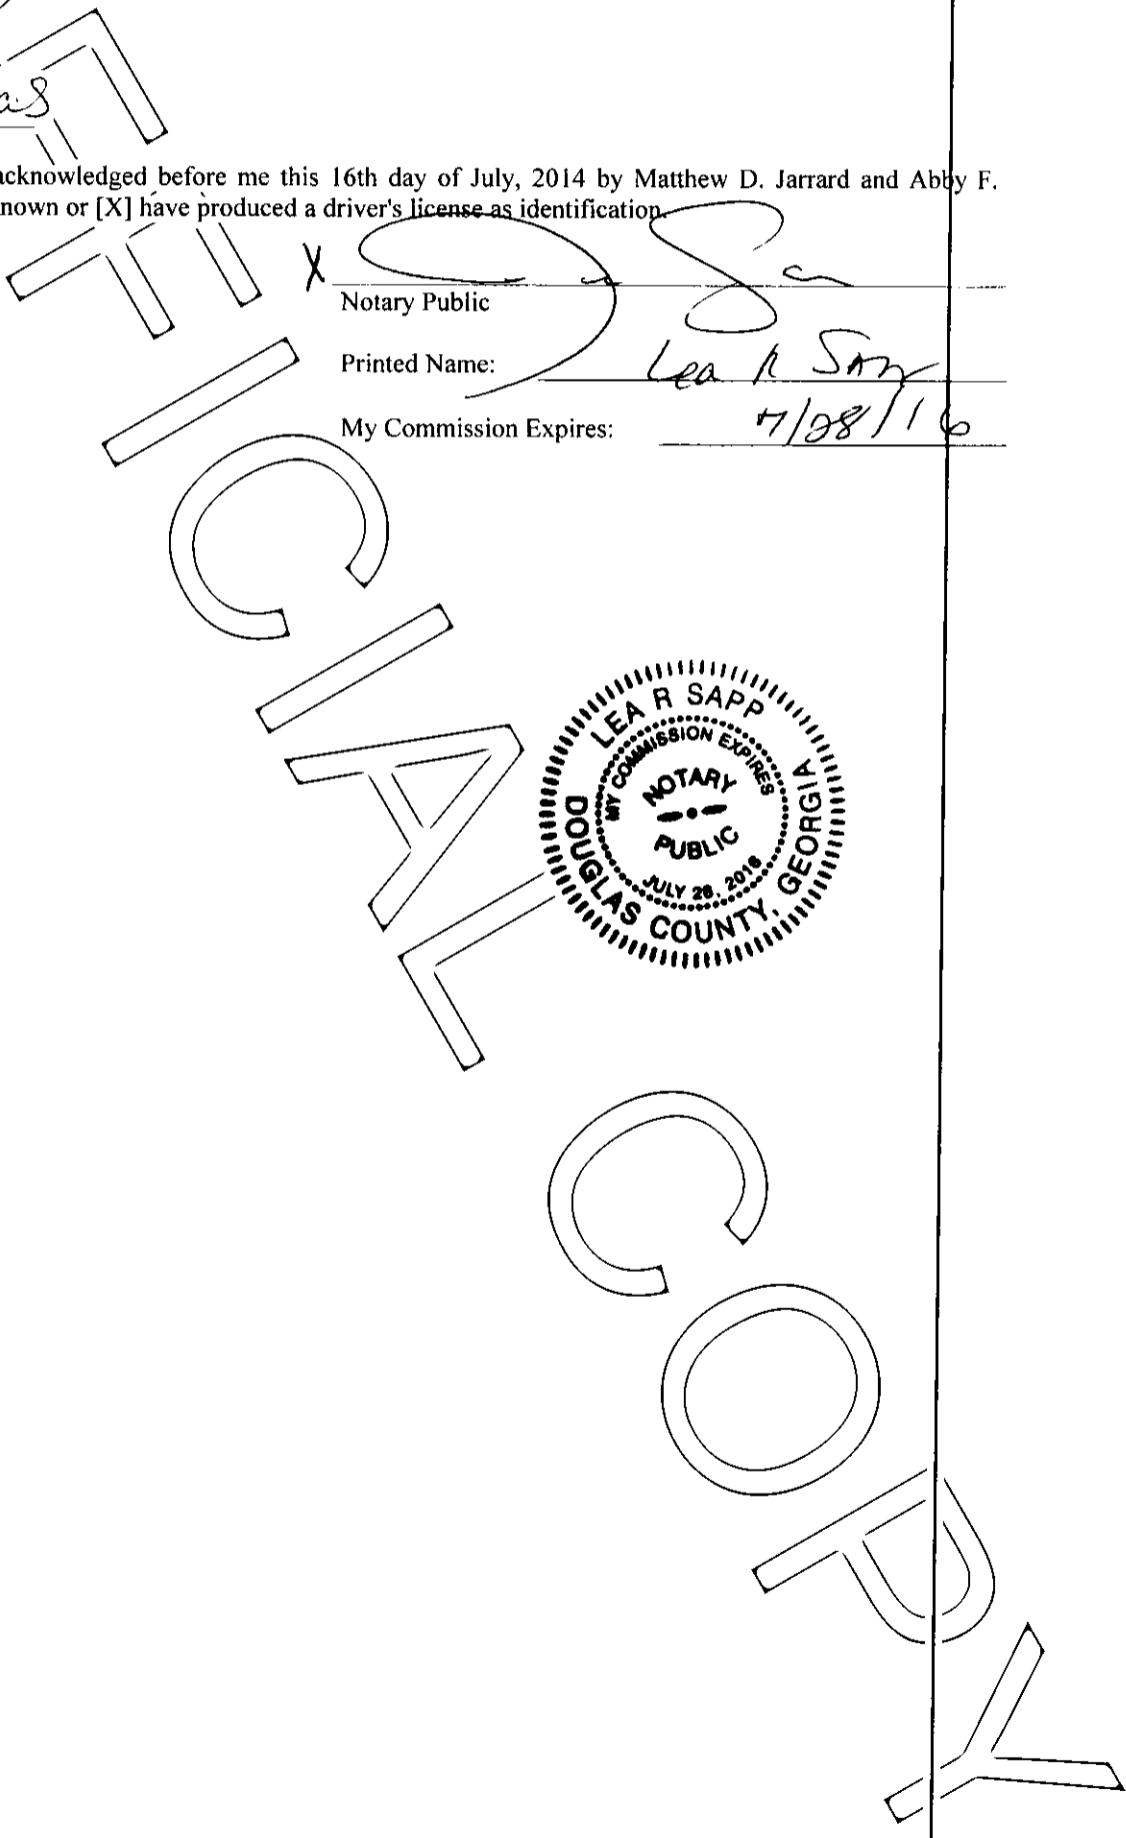 as
acknowledged before me this 16th day of July, 2014 by Matthew D. Jarrard and Abby F.
nown or [X] have produced a driver's license as identification.
X
Notary Public
Printed Name: Lea R Sapp
My Commission Expires: 7/28/16
LEA R SAPP
MY COMMISSION EXPIRES
NOTARY
PUBLIC
JULY 28, 2016
DOUGLAS COUNTY, GEORGIA
FFICIAL COPY